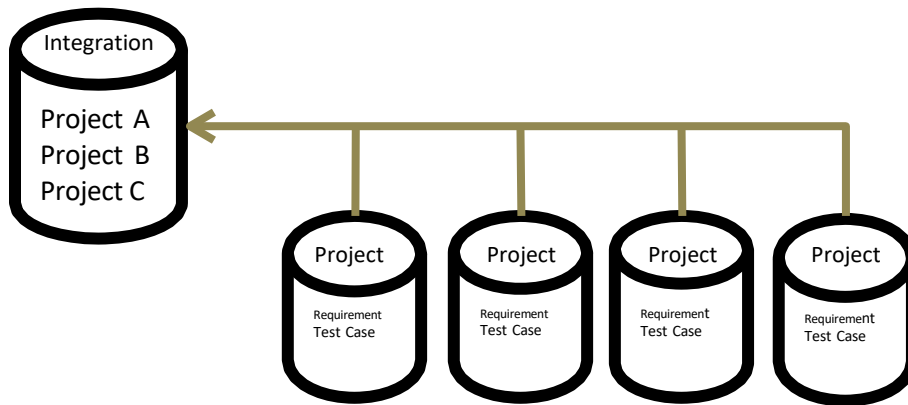 Integration
Project A
Project B
Project C
Project
Requirement
Test Case
Project
Requirement
Test Case
Project
Requirement
Test Case
Project
Requirement
Test Case